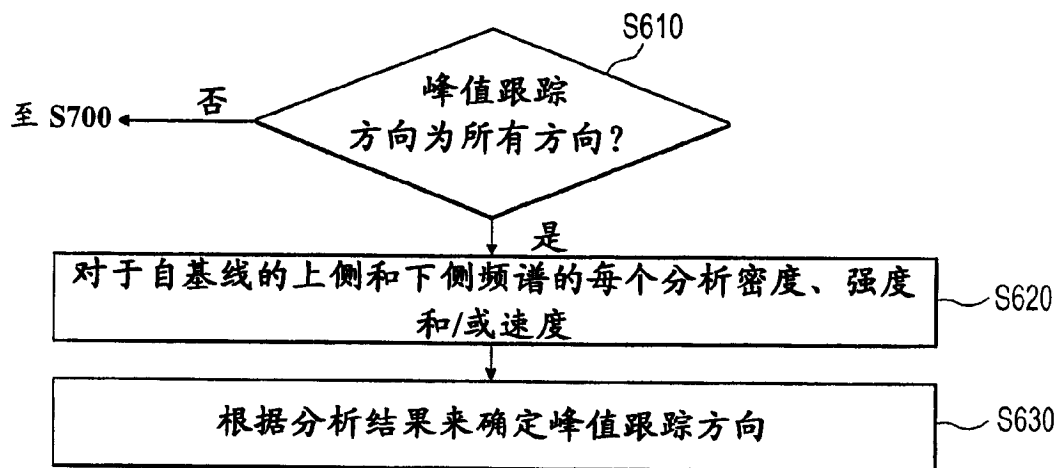 S610
峰值跟踪
方向为所有方向?
否
至 S700
是
对于自基线的上侧和下侧频谱的每个分析密度、强度
和/或速度
S620
根据分析结果来确定峰值跟踪方向
S630